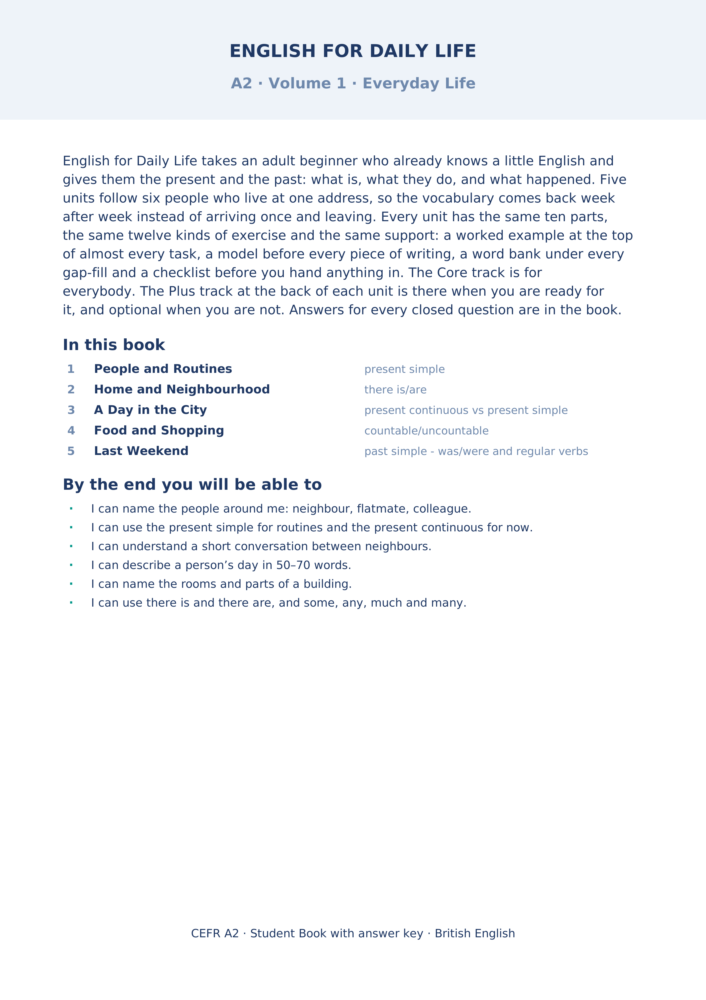 ENGLISH FOR DAILY LIFE
A2 · Volume 1 · Everyday Life
English for Daily Life takes an adult beginner who already knows a little English and
gives them the present and the past: what is, what they do, and what happened. Five
units follow six people who live at one address, so the vocabulary comes back week
after week instead of arriving once and leaving. Every unit has the same ten parts,
the same twelve kinds of exercise and the same support: a worked example at the top
of almost every task, a model before every piece of writing, a word bank under every
gap-fill and a checklist before you hand anything in. The Core track is for
everybody. The Plus track at the back of each unit is there when you are ready for
it, and optional when you are not. Answers for every closed question are in the book.
In this book
1 People and Routines present simple
2 Home and Neighbourhood there is/are
3 A Day in the City present continuous vs present simple
4 Food and Shopping countable/uncountable
5 Last Weekend past simple - was/were and regular verbs
By the end you will be able to
· I can name the people around me: neighbour, flatmate, colleague.
· I can use the present simple for routines and the present continuous for now.
· I can understand a short conversation between neighbours.
· I can describe a person’s day in 50–70 words.
· I can name the rooms and parts of a building.
· I can use there is and there are, and some, any, much and many.
CEFR A2 · Student Book with answer key · British English